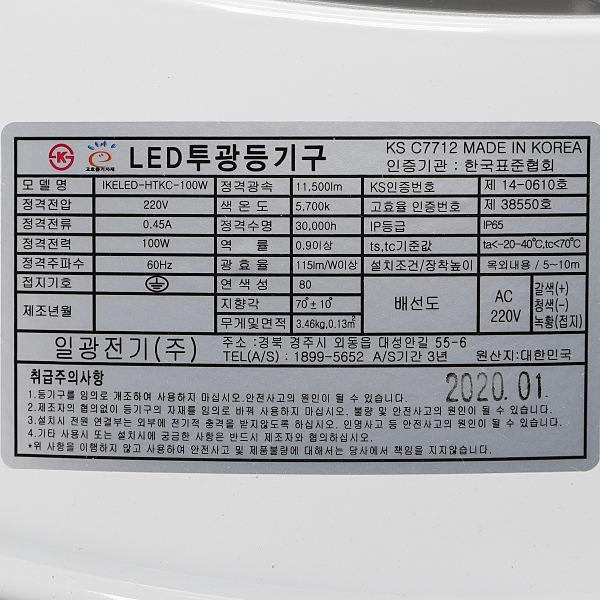 K
고효율기자재
LED투광등기구
KS C7712 MADE IN KOREA
인증기관 : 한국표준협회
모 델 명 IKELED-HTKC-100W 정격광속 11,500lm KS인증번호 제 14-0610호
정격전압 220V 색 온 도 5,700k 고효율 인증번호 제 38550호
정격전류 0.45A 정격수명 30,000h IP등급 IP65
정격전력 100W 역 률 0.9이상 ts,tc기준값 ta<-20-40℃,tc<70℃
정격주파수 60Hz 광 효 율 115lm/W이상 설치조건/장착높이 옥외내용 / 5~10m
접지기호 연 색 성 80 배선도 AC 220V 갈색(+)
청색(-)
녹황(접지)
제조년월 지향각 70°±10°
무게및면적 3.46kg,0.13m²
일광전기(주) 주소:경북 경주시 외동읍 대성안길 55-6
TEL(A/S) : 1899-5652 A/S기간 3년 원산지:대한민국
취급주의사항
2020.01.
1.등기구를 임의로 개조하여 사용하지 마십시오.안전사고의 원인이 될 수 있습니다.
2.제조자의 협의없이 등기구의 자재를 임의로 바꿔 사용하지 마십시오. 불량 및 안전사고의 원인이 될 수 있습니다.
3.설치시 전원 연결부는 외부에 전기적 충격을 받지않도록 하십시오. 인명사고 등 안전사고의 원인이 될 수 있습니다.
4.기타 사용시 또는 설치시에 궁금한 사항은 반드시 제조자와 협의하십시오.
*위 사항을 이행하지 않고 사용하여 안전사고 및 제품불량에 대해서는 당사에서 책임을 지지않습니다.